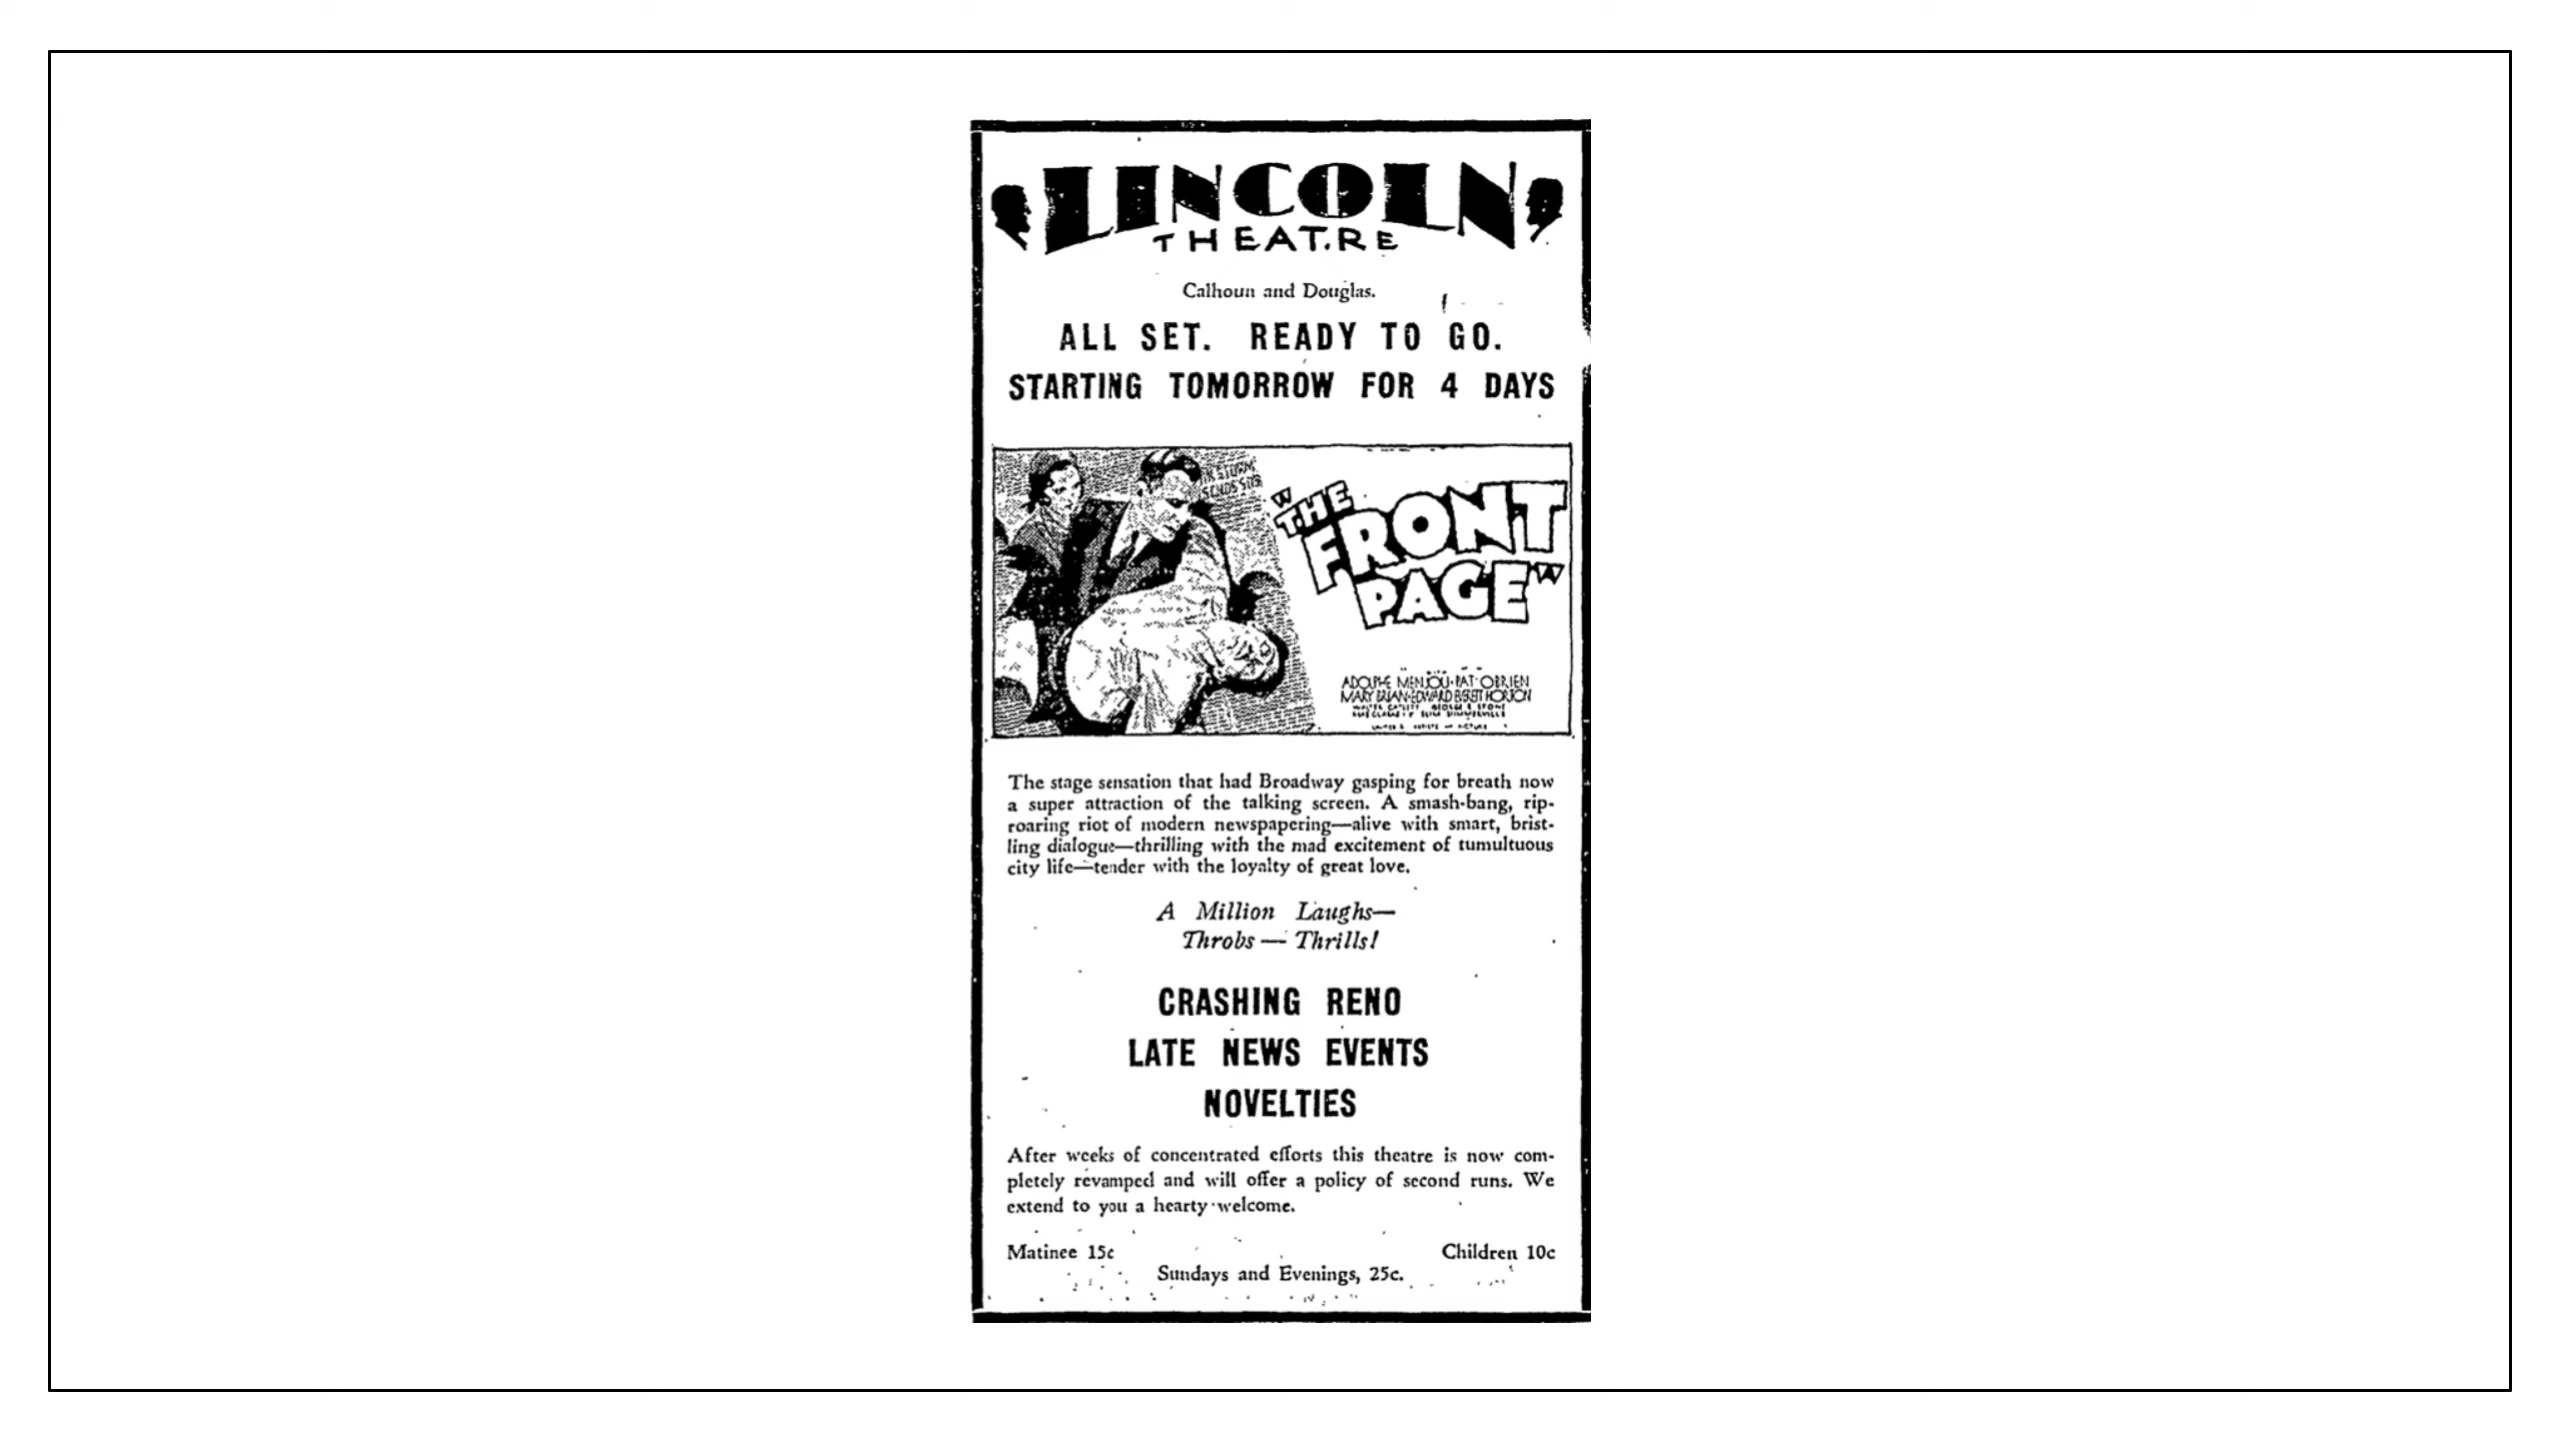 LINCOLN
THEATRE
Calhoun and Douglas.
ALL SET. READY TO GO.
STARTING TOMORROW FOR 4 DAYS
"THE
FRONT
PAGE"
ADOLPHE MENJOU · PAT O'BRIEN
MARY BRIAN · EDWARD EVERETT HORTON
The stage sensation that had Broadway gasping for breath now
a super attraction of the talking screen. A smash-bang, rip-
roaring riot of modern newspapering—alive with smart, brist-
ling dialogue—thrilling with the mad excitement of tumultuous
city life—tender with the loyalty of great love.
A Million Laughs—
Throbs — Thrills!
CRASHING RENO
LATE NEWS EVENTS
NOVELTIES
After weeks of concentrated efforts this theatre is now com-
pletely revamped and will offer a policy of second runs. We
extend to you a hearty welcome.
Matinee 15c Children 10c
Sundays and Evenings, 25c.